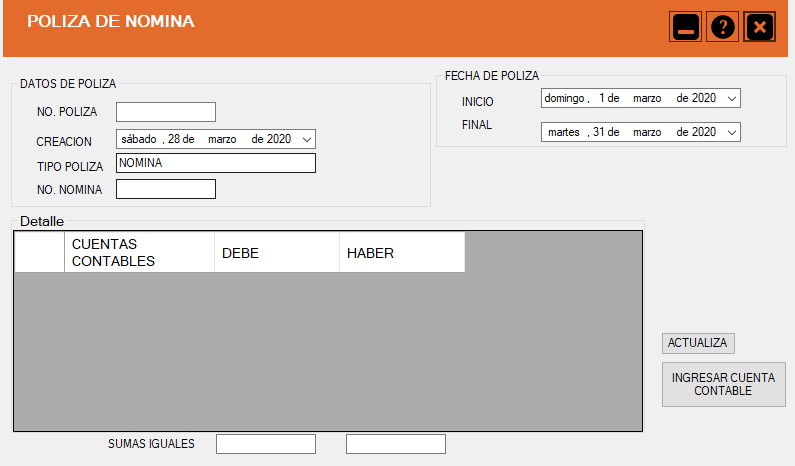 POLIZA DE NOMINA
?
DATOS DE POLIZA
NO. POLIZA
CREACION sábado , 28 de marzo de 2020
TIPO POLIZA NOMINA
NO. NOMINA
FECHA DE POLIZA
INICIO domingo , 1 de marzo de 2020
FINAL martes , 31 de marzo de 2020
Detalle
CUENTAS
CONTABLES DEBE HABER
ACTUALIZA
INGRESAR CUENTA
CONTABLE
SUMAS IGUALES